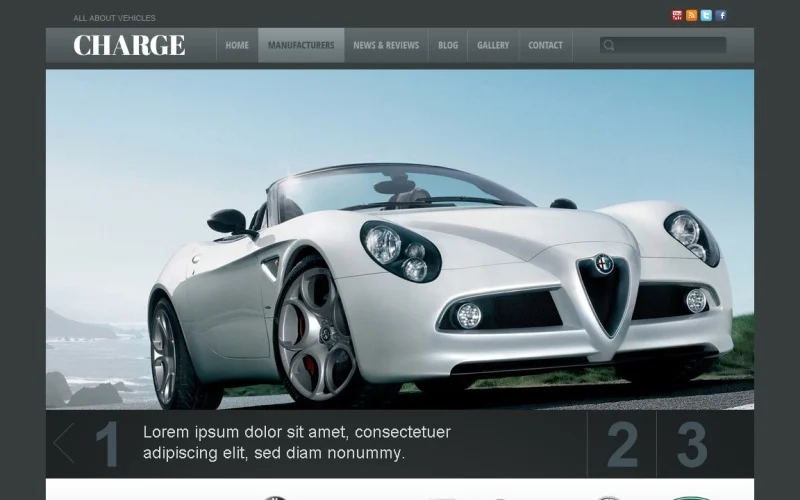 ALL ABOUT VEHICLES
CHARGE
HOME
MANUFACTURERS
NEWS & REVIEWS
BLOG
GALLERY
CONTACT
1
Lorem ipsum dolor sit amet, consectetuer
adipiscing elit, sed diam nonummy.
2
3